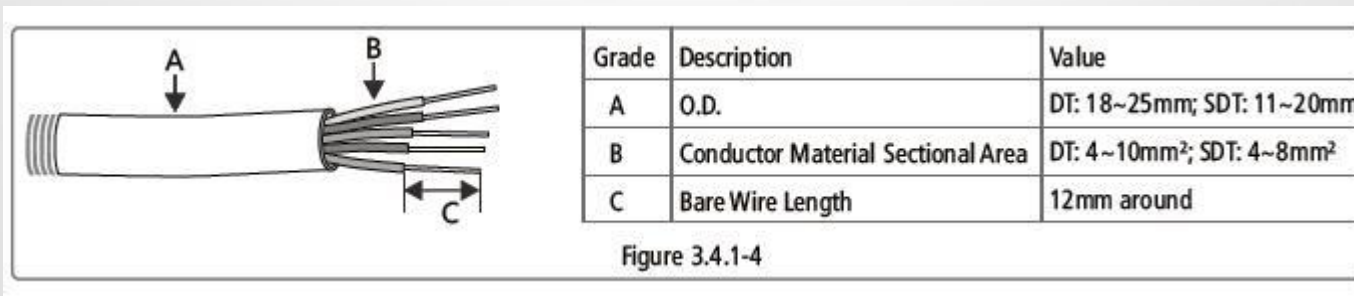 A
B
C
Grade Description Value
A O.D. DT: 18~25mm; SDT: 11~20mm
B Conductor Material Sectional Area DT: 4~10mm²; SDT: 4~8mm²
C Bare Wire Length 12mm around
Figure 3.4.1-4